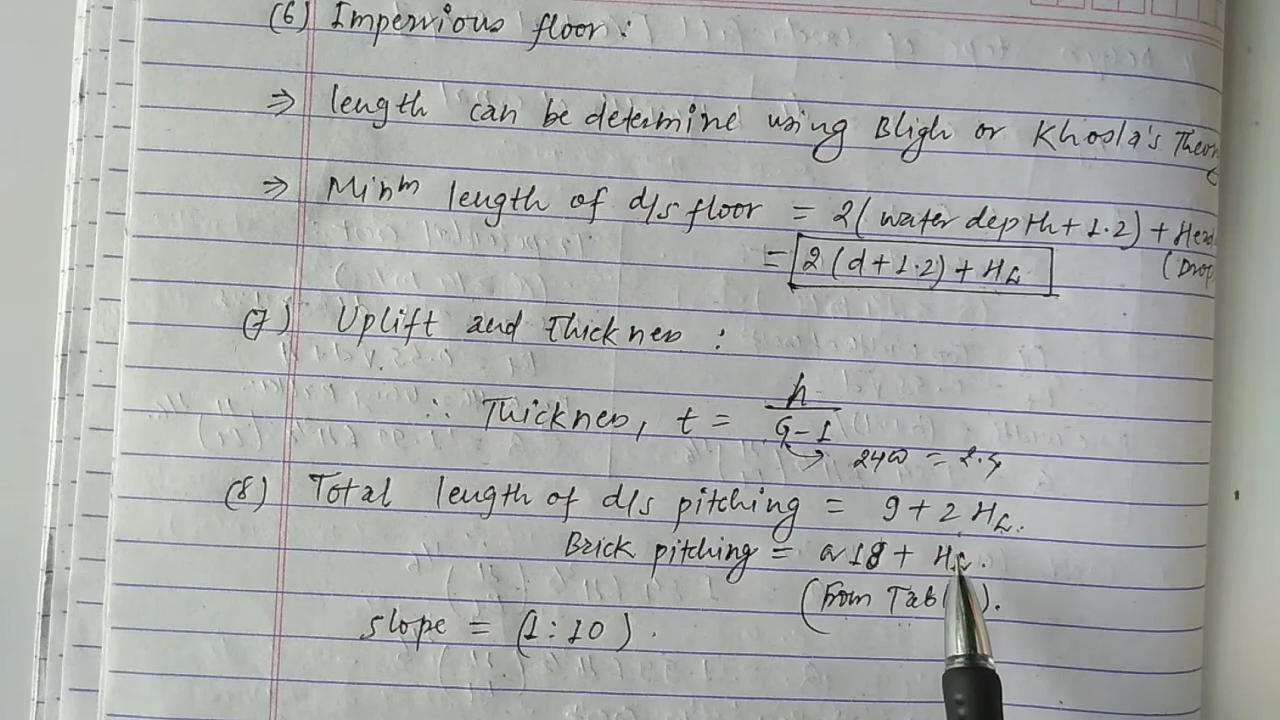 (6) Impervious floor :
⇒ length can be determine using Bligh or Khosla's Theory
⇒ Minm length of d/s floor = 2( water depth + 1.2) + Head
= 2 (d + 1.2) + HL (Drop
(7) Uplift and Thickness :
∴ Thickness, t = h / G - 1
→ 2400 = 2.4
(8) Total length of d/s pitching = 9 + 2 HL.
Brick pitching = 18 + HL.
(From Tab ).
slope = (1 : 10) .